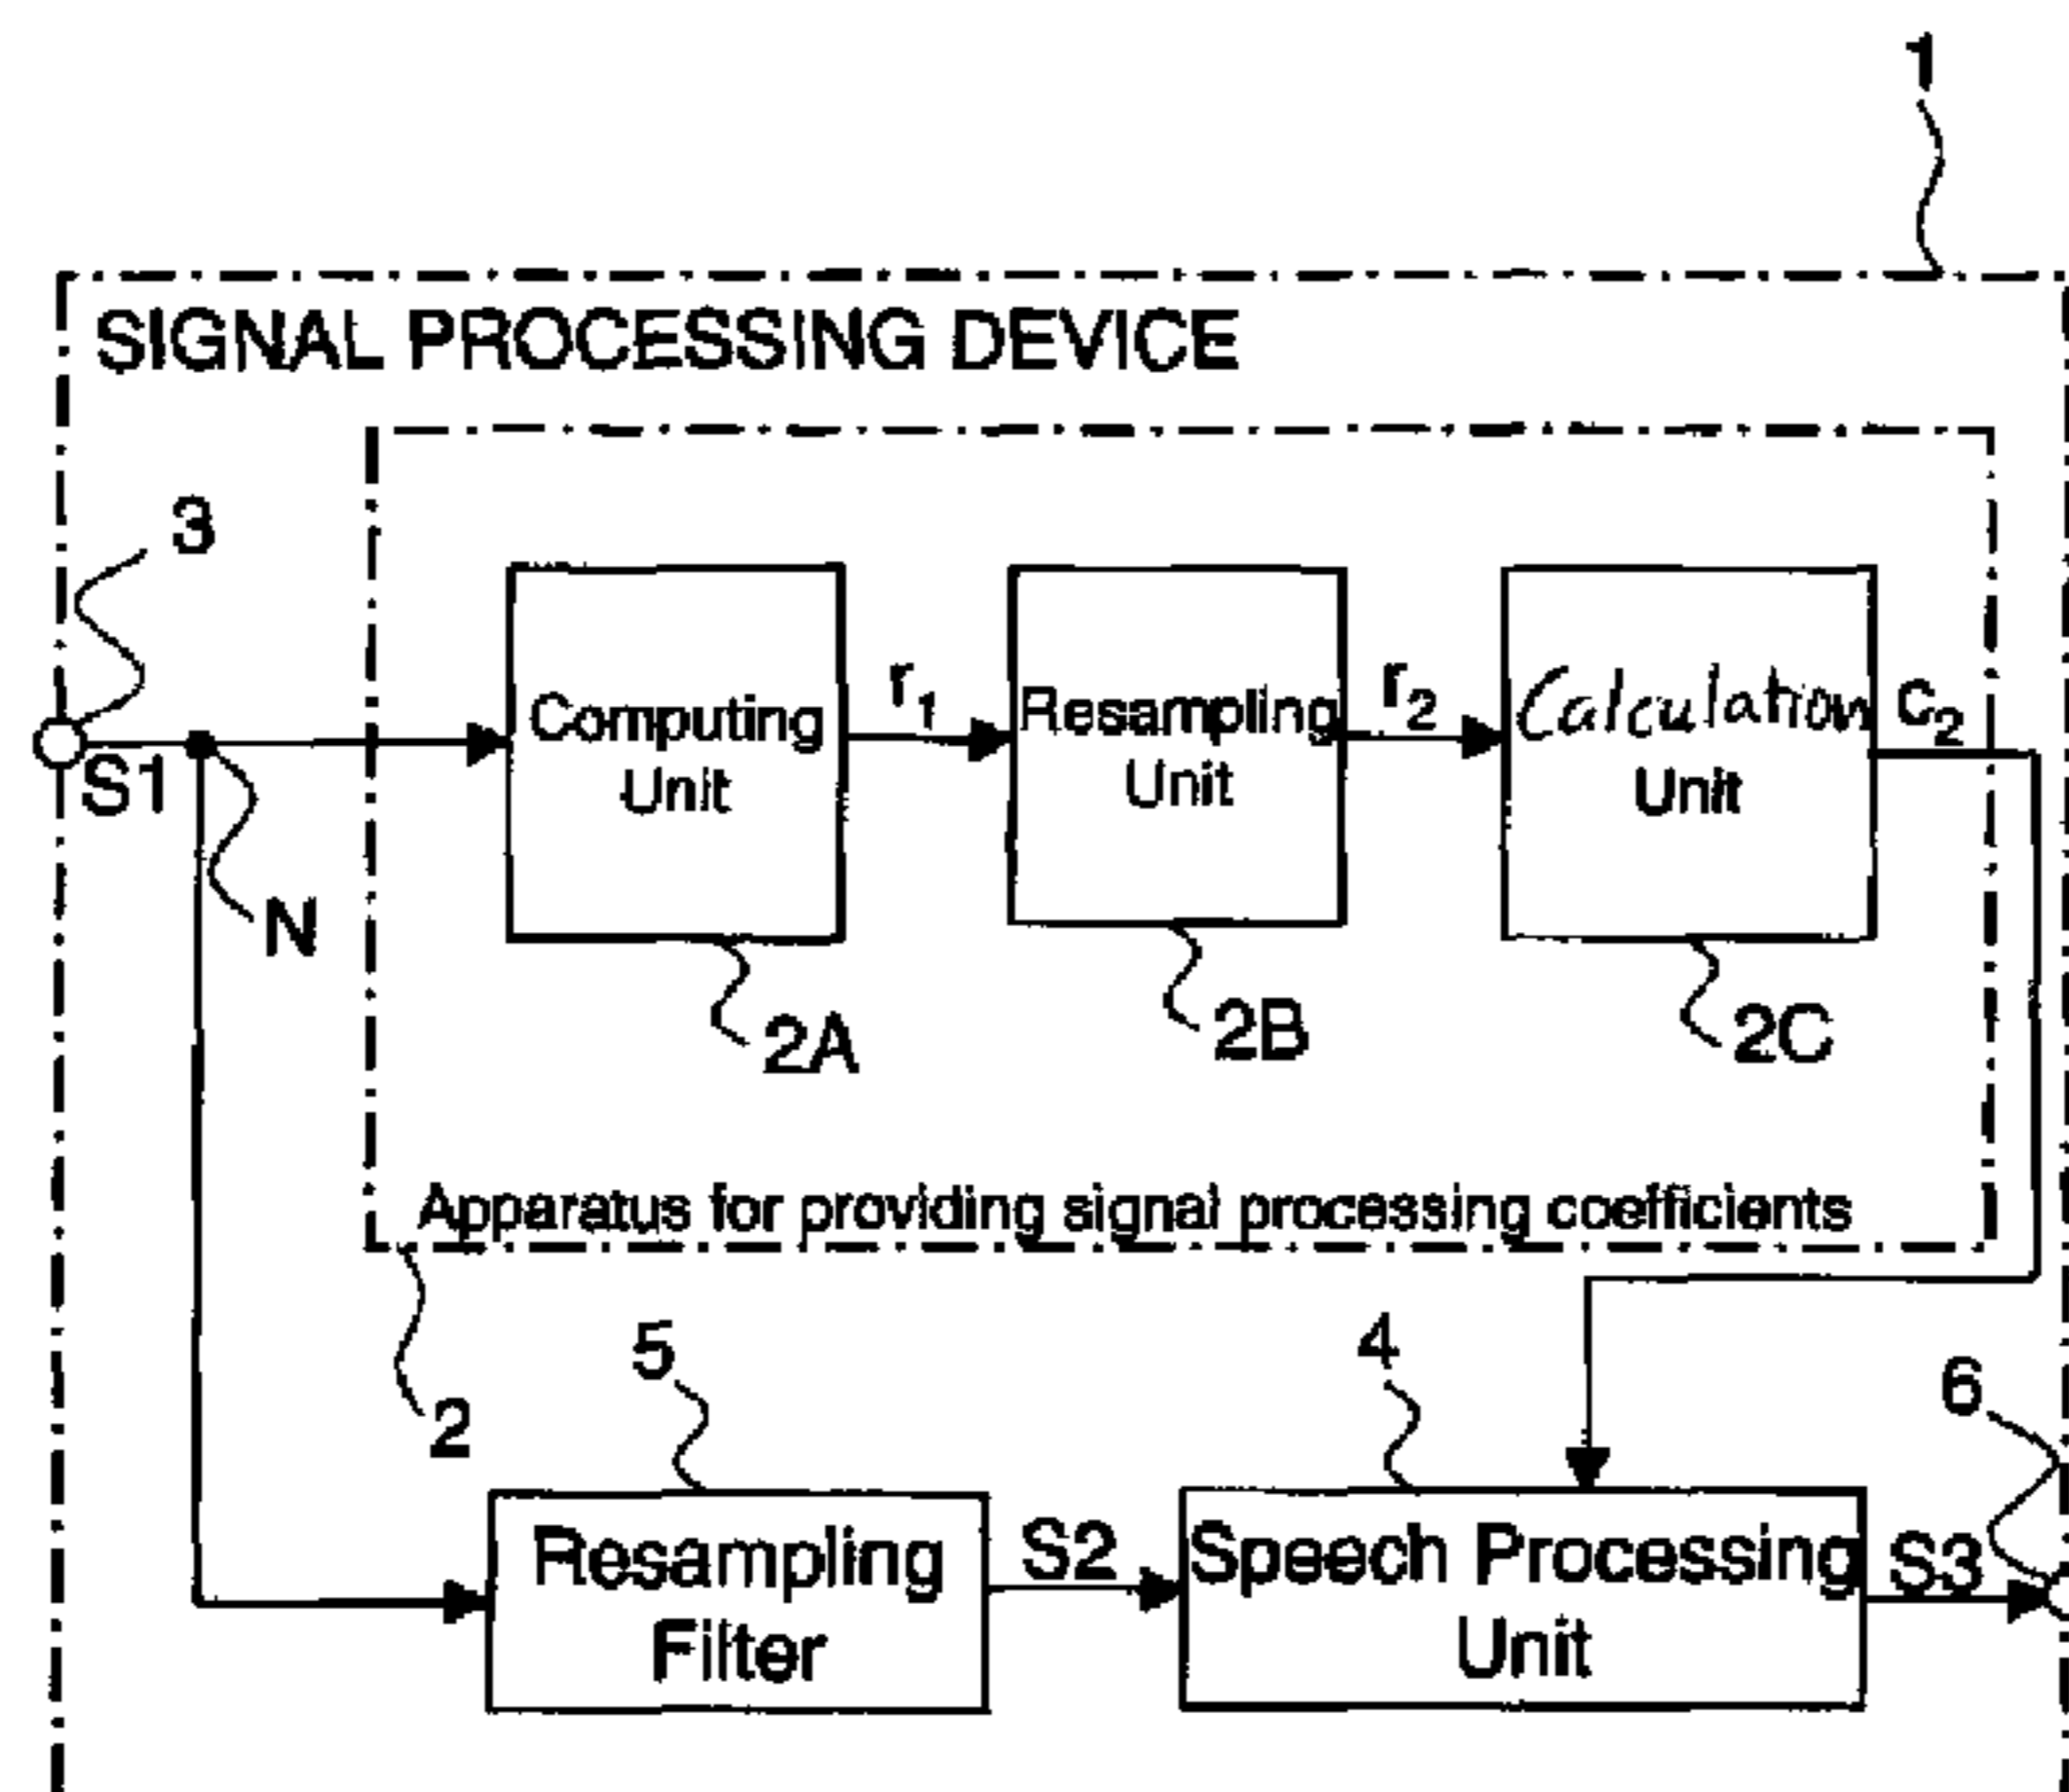 1
SIGNAL PROCESSING DEVICE
3
S1
N
Computing
Unit
r1
Resampling
Unit
r2
Calculation
Unit
c2
2A
2B
2C
Apparatus for providing signal processing coefficients
2
5
4
6
Resampling
Filter
S2
Speech Processing
Unit
S3